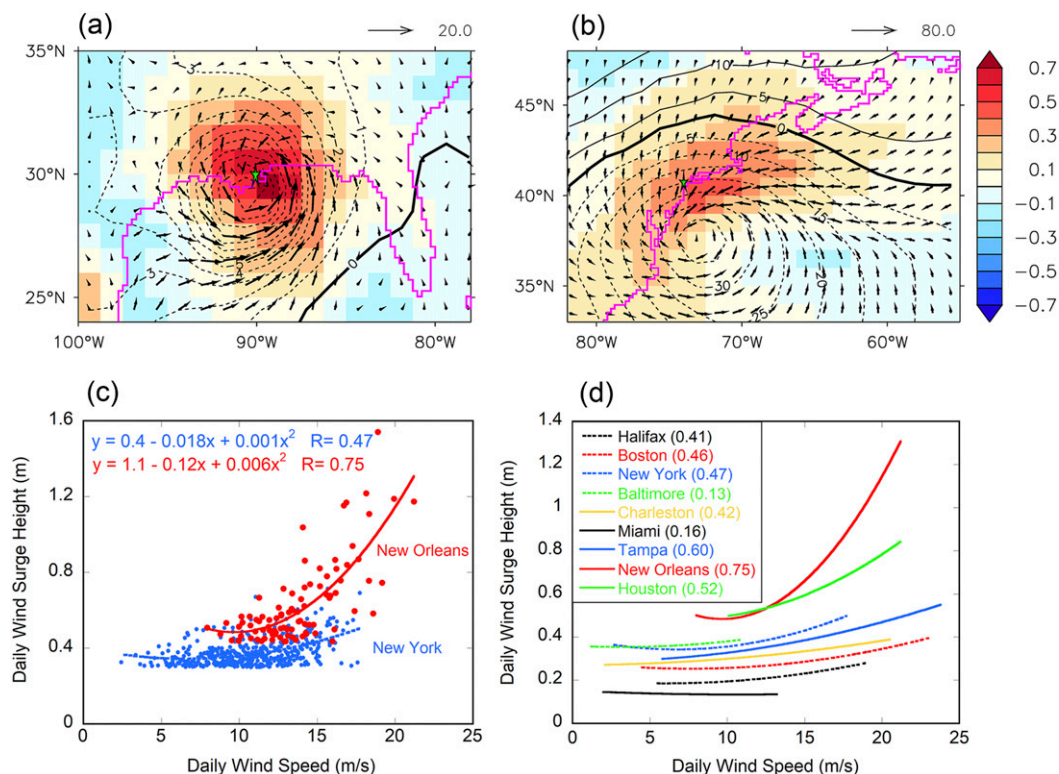 (a)
20.0
(b)
80.0
35°N
30°N
25°N
100°W
90°W
80°W
3
2
5
4
3
0
45°N
40°N
35°N
80°W
70°W
60°W
10
5
0
-5
-10
-15
-20
-25
-30
0.7
0.5
0.3
0.1
−0.1
−0.3
−0.5
−0.7
(c)
Daily Wind Surge Height (m)
1.6
1.2
0.8
0.4
0
y = 0.4 - 0.018x + 0.001x² R= 0.47
y = 1.1 - 0.12x + 0.006x² R= 0.75
New Orleans
New York
0 5 10 15 20 25
Daily Wind Speed (m/s)
(d)
Daily Wind Surge Height (m)
1.4
1.2
1
0.8
0.6
0.4
0.2
0
Halifax (0.41)
Boston (0.46)
New York (0.47)
Baltimore (0.13)
Charleston (0.42)
Miami (0.16)
Tampa (0.60)
New Orleans (0.75)
Houston (0.52)
0 5 10 15 20 25
Daily Wind Speed (m/s)